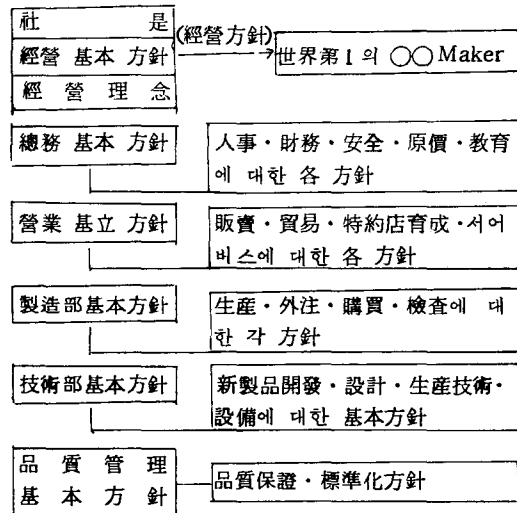 社是
經營 基本 方針
(經營方針)
世界第1의 ○○ Maker
經營理念
總務 基本 方針
人事・財務・安全・原價・教育
에 대한 各 方針
營業 基立 方針
販賣・貿易・特約店育成・서어
비스에 대한 各 方針
製造部基本方針
生産・外注・購買・檢査에 대
한 각 方針
技術部基本方針
新製品開發・設計・生産技術・
設備에 대한 基本方針
品質管理
基本方針
品質保證・標準化方針